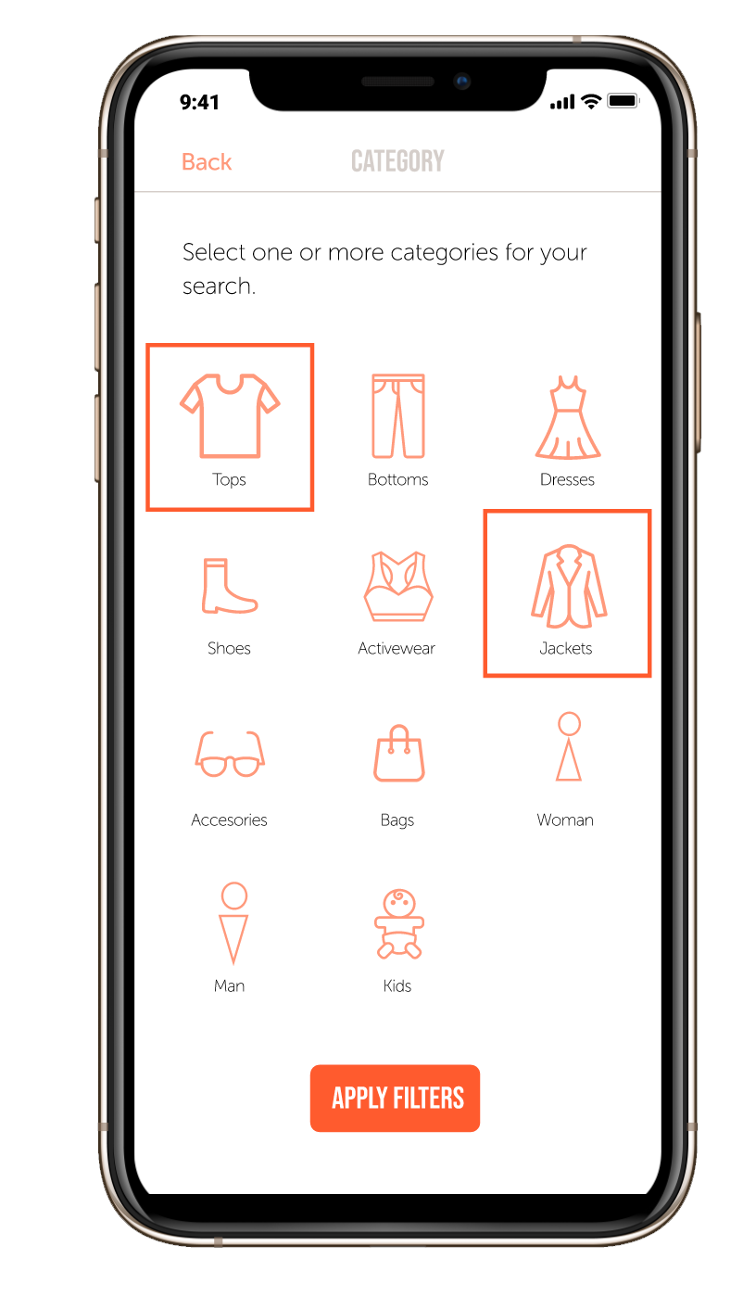 9:41
Back
CATEGORY
Select one or more categories for your
search.
Tops
Bottoms
Dresses
Shoes
Activewear
Jackets
Accesories
Bags
Woman
Man
Kids
APPLY FILTERS